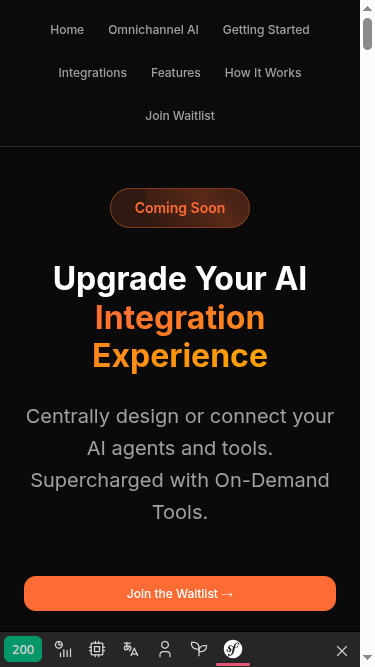 Home Omnichannel AI Getting Started
Integrations Features How It Works
Join Waitlist
Coming Soon
Upgrade Your AI
Integration
Experience
Centrally design or connect your
AI agents and tools.
Supercharged with On-Demand
Tools.
Join the Waitlist →
200
sf